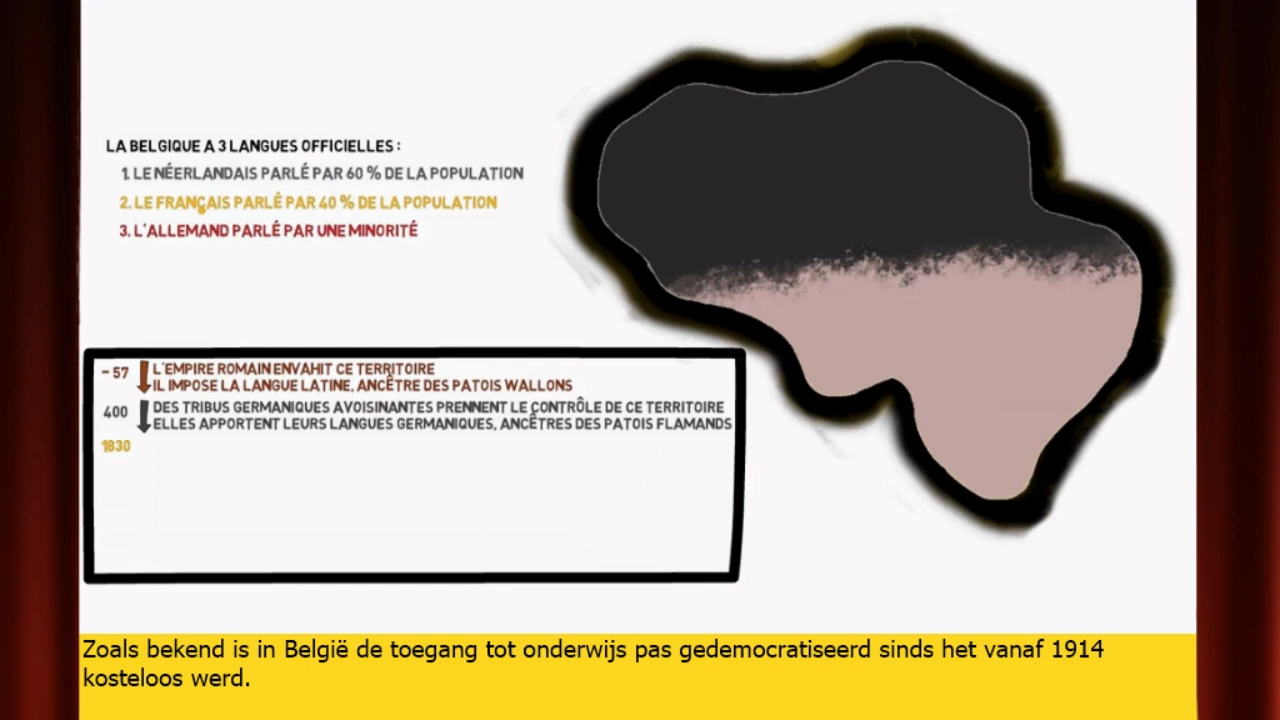 LA BELGIQUE A 3 LANGUES OFFICIELLES :
1. LE NÉERLANDAIS PARLÉ PAR 60 % DE LA POPULATION
2. LE FRANÇAIS PARLÉ PAR 40 % DE LA POPULATION
3. L'ALLEMAND PARLÉ PAR UNE MINORITÉ
- 57 L'EMPIRE ROMAIN ENVAHIT CE TERRITOIRE
IL IMPOSE LA LANGUE LATINE, ANCÊTRE DES PATOIS WALLONS
400 DES TRIBUS GERMANIQUES AVOISINANTES PRENNENT LE CONTRÔLE DE CE TERRITOIRE
ELLES APPORTENT LEURS LANGUES GERMANIQUES, ANCÊTRES DES PATOIS FLAMANDS
1830
Zoals bekend is in België de toegang tot onderwijs pas gedemocratiseerd sinds het vanaf 1914
kosteloos werd.